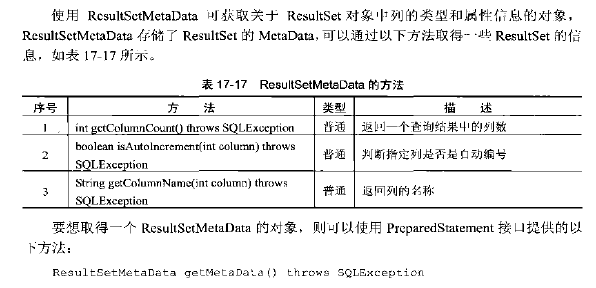 使用 ResultSetMetaData 可获取关于 ResultSet 对象中列的类型和属性信息的对象，
ResultSetMetaData 存储了 ResultSet 的 MetaData，可以通过以下方法取得一些 ResultSet 的信
息，如表 17-17 所示。
表 17-17 ResultSetMetaData 的方法
序号 方 法 类型 描 述
1 int getColumnCount() throws SQLException 普通 返回一个查询结果中的列数
2 boolean isAutoIncrement(int column) throws
SQLException 普通 判断指定列是否是自动编号
3 String getColumnName(int column) throws
SQLException 普通 返回列的名称
要想取得一个 ResultSetMetaData 的对象，则可以使用 PreparedStatement 接口提供的以
下方法：
ResultSetMetaData getMetaData() throws SQLException